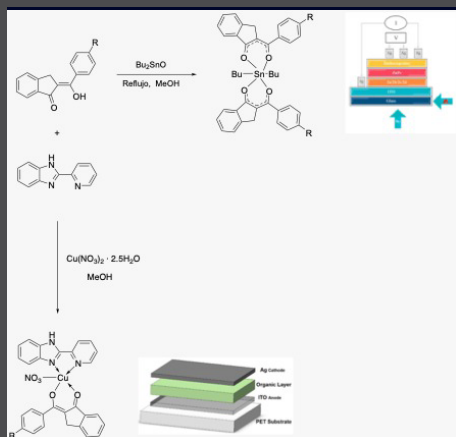 R
O
OH
Bu₂SnO
Reflujo, MeOH
R
O
O
Bu
Sn
Bu
O
O
R
I
V
+
H
N
N
N
Cu(NO₃)₂ · 2.5H₂O
MeOH
H
N
N
N
NO₃
Cu
O
O
R
Ag Cathode
Organic Layer
ITO Anode
PET Substrate